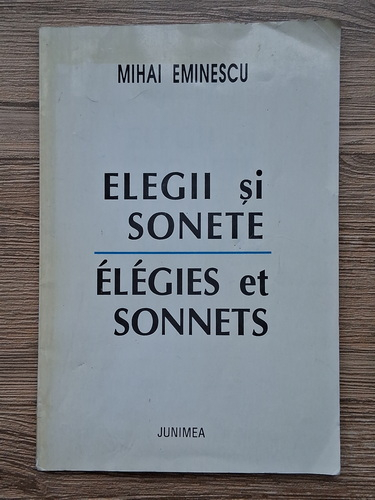 MIHAI EMINESCU
ELEGII și
SONETE
ÉLÉGIES et
SONNETS
JUNIMEA